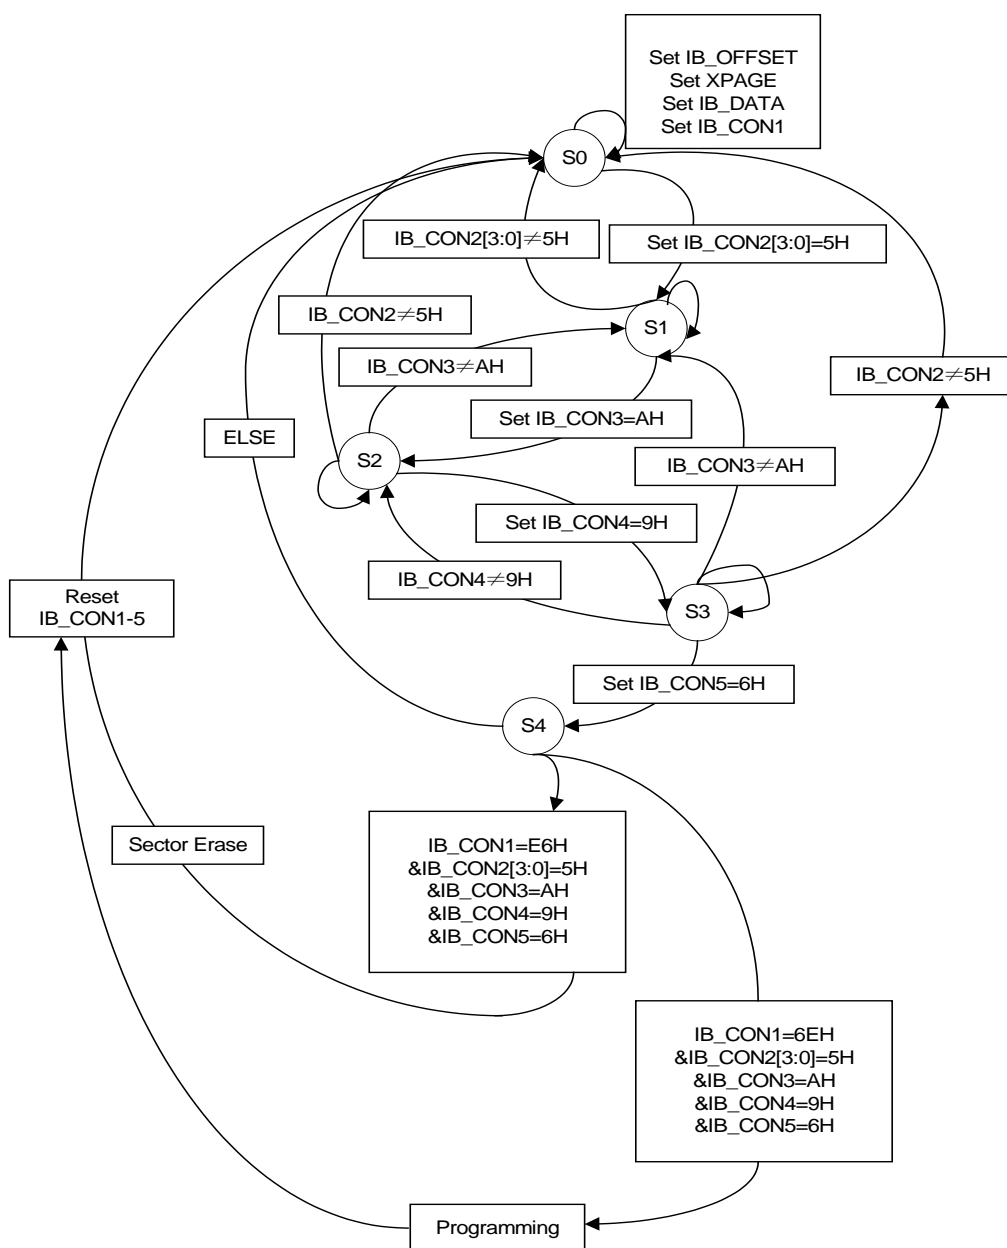 Set IB_OFFSET
Set XPAGE
Set IB_DATA
Set IB_CON1
S0
IB_CON2[3:0]≠5H
Set IB_CON2[3:0]=5H
IB_CON2≠5H
S1
IB_CON3≠AH
IB_CON2≠5H
Set IB_CON3=AH
ELSE
S2
IB_CON3≠AH
Set IB_CON4=9H
IB_CON4≠9H
Reset
IB_CON1-5
S3
Set IB_CON5=6H
S4
Sector Erase
IB_CON1=E6H
&IB_CON2[3:0]=5H
&IB_CON3=AH
&IB_CON4=9H
&IB_CON5=6H
IB_CON1=6EH
&IB_CON2[3:0]=5H
&IB_CON3=AH
&IB_CON4=9H
&IB_CON5=6H
Programming